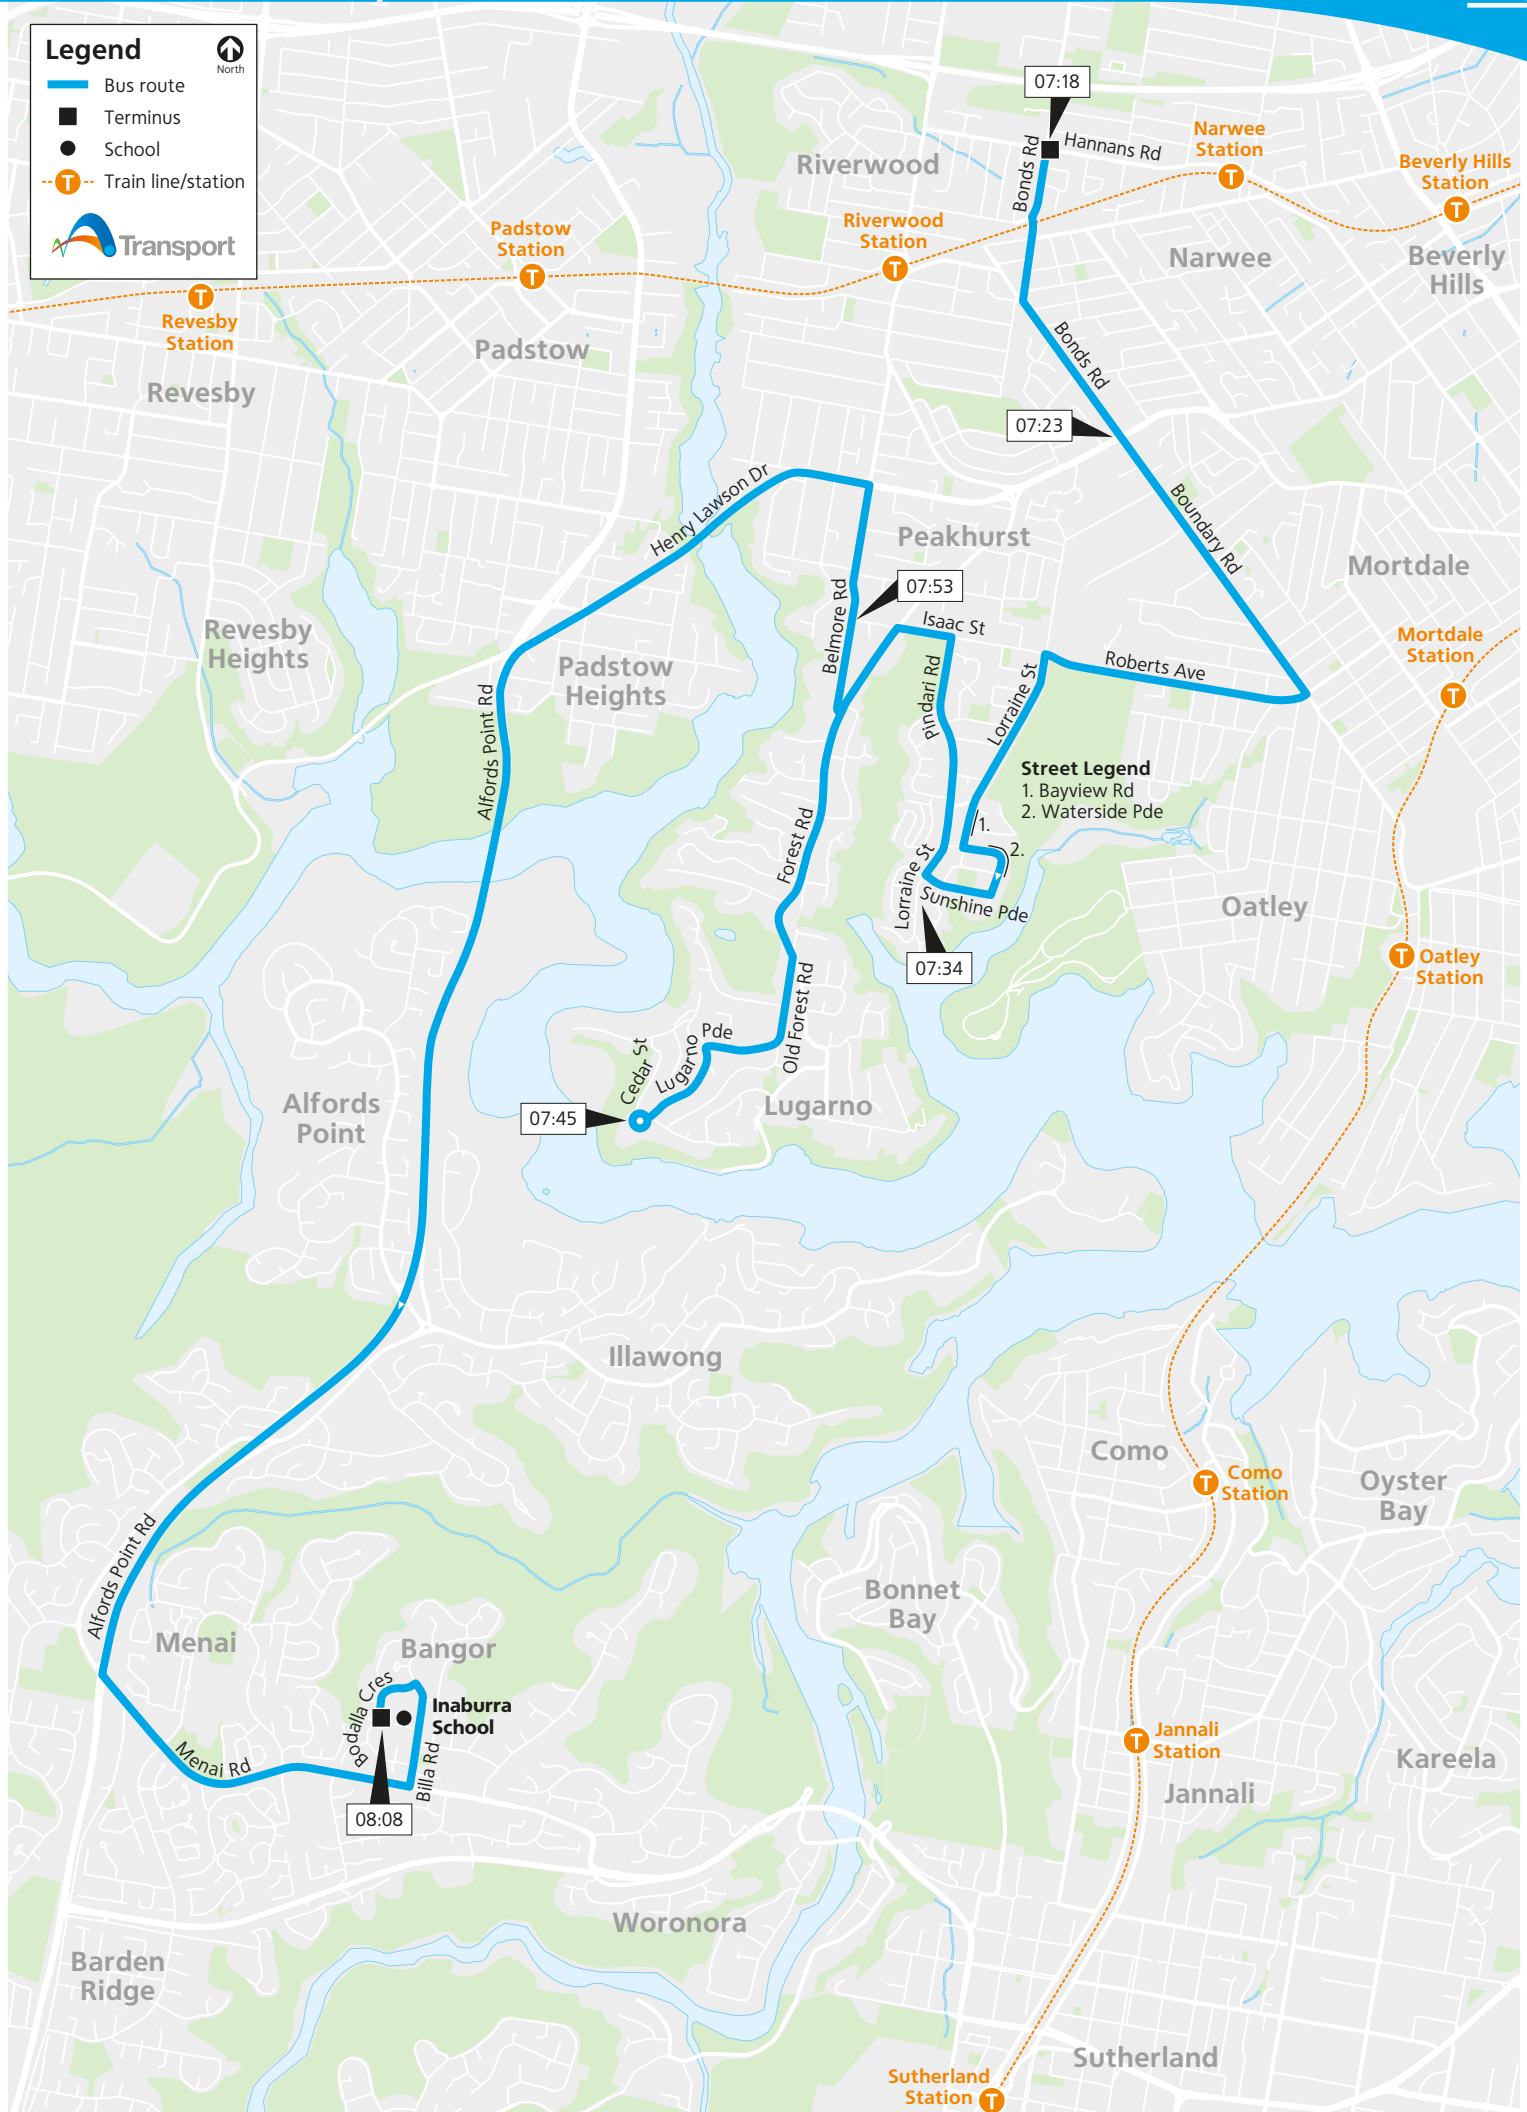 Legend
North
Bus route
Terminus
School
T
Train line/station
Transport
07:18
Bonds Rd
Hannans Rd
Narwee
Station
T
Beverly Hills
Station
T
Riverwood
Riverwood
Station
T
Padstow
Station
T
T
Revesby
Station
Narwee
Beverly
Hills
Padstow
Revesby
Bonds Rd
07:23
Henry Lawson Dr
Boundary Rd
Peakhurst
Mortdale
07:53
Belmore Rd
Isaac St
Revesby
Heights
Padstow
Heights
Mortdale
Station
T
Roberts Ave
Pindari Rd
Lorraine St
Alfords Point Rd
Street Legend
1. Bayview Rd
2. Waterside Pde
1.
2.
Forest Rd
Lorraine St
Sunshine Pde
Oatley
07:34
T
Oatley
Station
Old Forest Rd
Pde
Lugarno
Cedar St
07:45
Lugarno
Alfords
Point
Illawong
Como
T
Como
Station
Oyster
Bay
Alfords Point Rd
Bonnet
Bay
Menai
Bangor
Bodalla Cres
Inaburra
School
Menai Rd
Billa Rd
08:08
T
Jannali
Station
Jannali
Kareela
Woronora
Barden
Ridge
Sutherland
Sutherland
Station
T